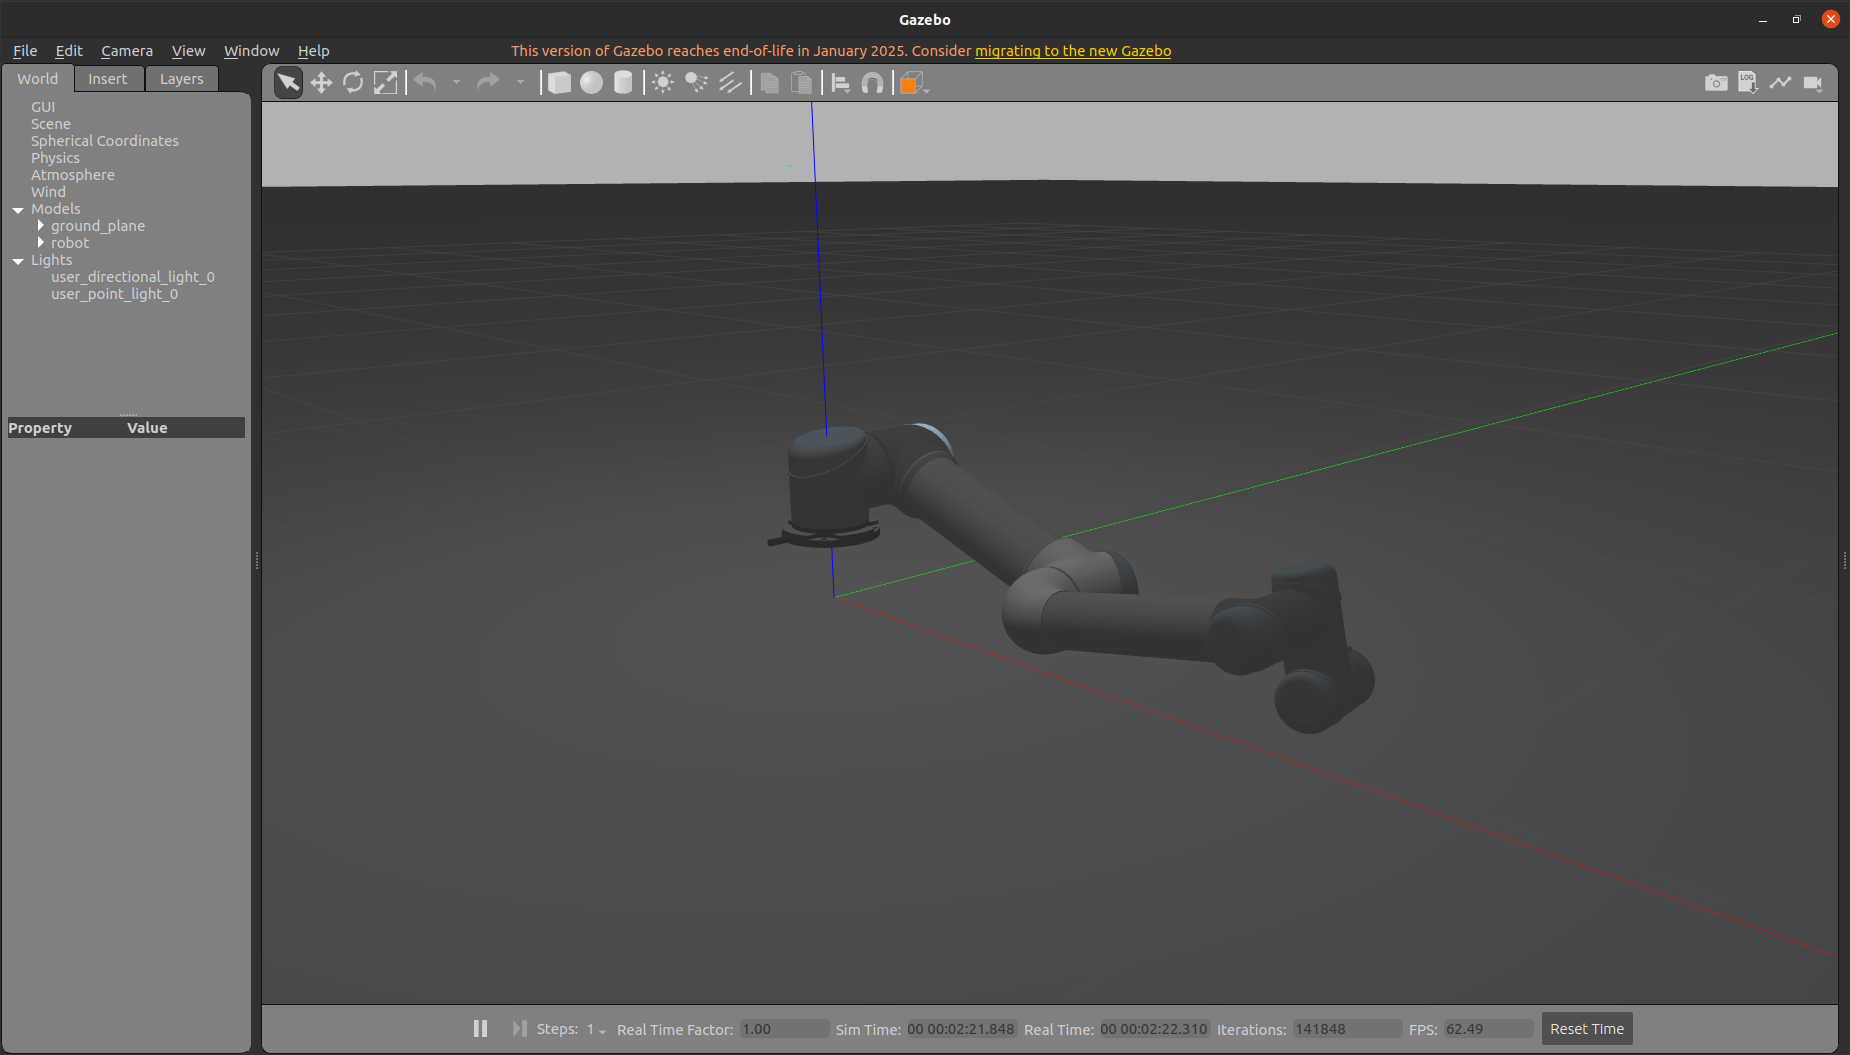 Gazebo
File Edit Camera View Window Help
This version of Gazebo reaches end-of-life in January 2025. Consider migrating to the new Gazebo
World Insert Layers
LOG
GUI
Scene
Spherical Coordinates
Physics
Atmosphere
Wind
Models
ground_plane
robot
Lights
user_directional_light_0
user_point_light_0
Property Value
Steps: 1 Real Time Factor: 1.00 Sim Time: 00 00:02:21.848 Real Time: 00 00:02:22.310 Iterations: 141848 FPS: 62.49 Reset TIme